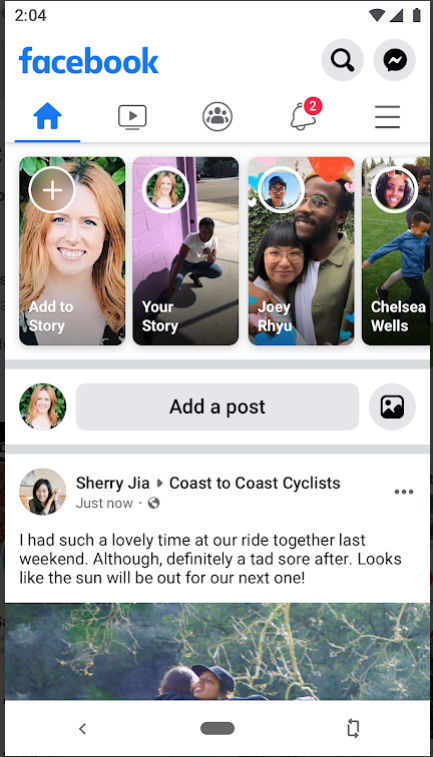 2:04
facebook
2
Add to
Story
Your
Story
Joey
Rhyu
Chelsea
Wells
Add a post
Sherry Jia ▸ Coast to Coast Cyclists
Just now ·
I had such a lovely time at our ride together last
weekend. Although, definitely a tad sore after. Looks
like the sun will be out for our next one!